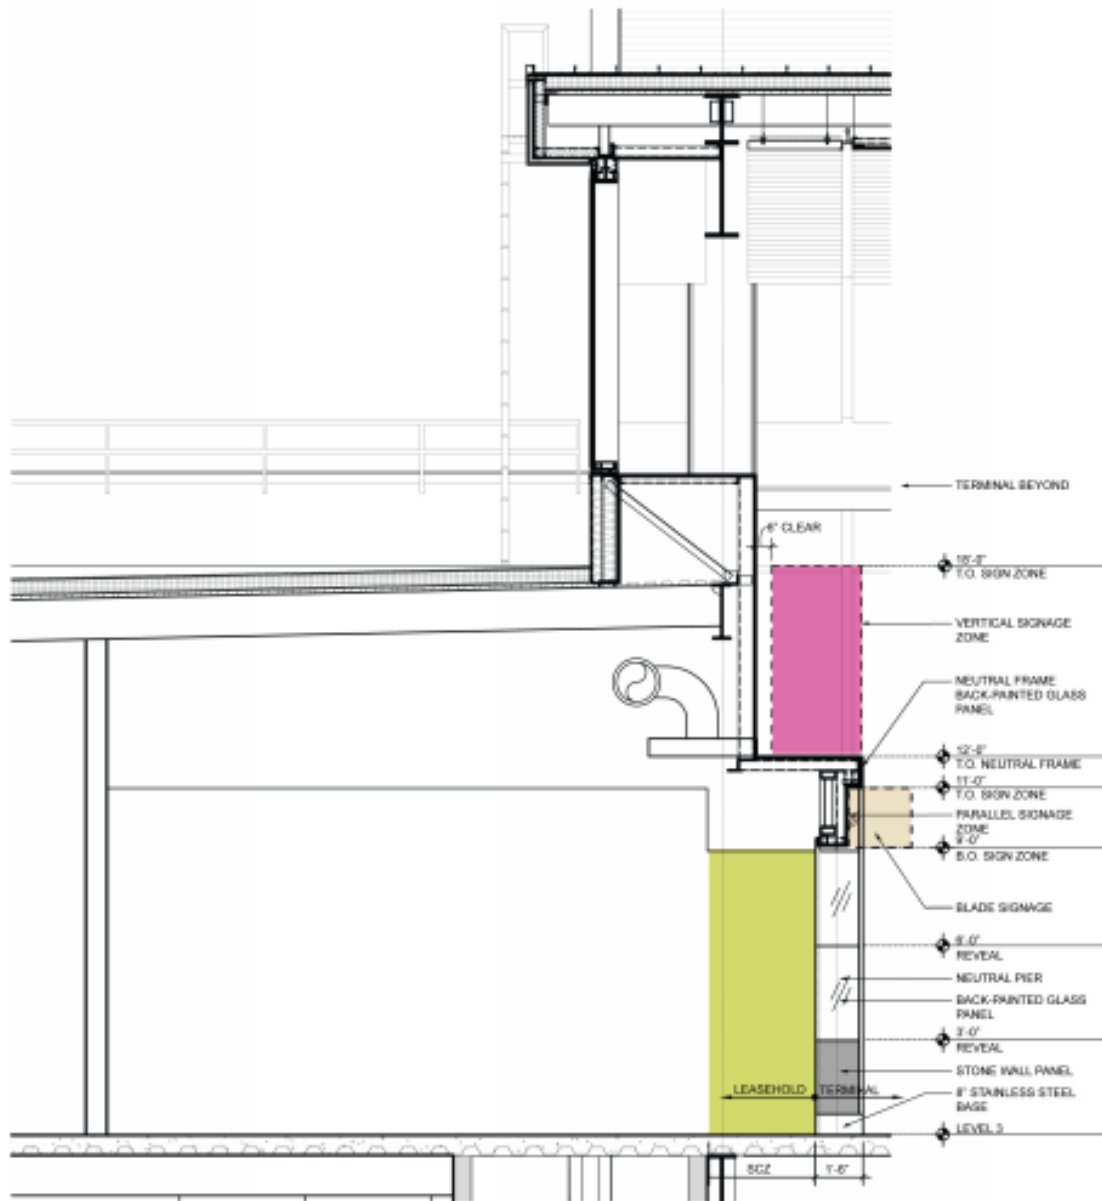 TERMINAL BEYOND
6" CLEAR
18'-0"
T.O. SIGN ZONE
VERTICAL SIGNAGE
ZONE
NEUTRAL FRAME
BACK-PAINTED GLASS
PANEL
12'-0"
T.O. NEUTRAL FRAME
11'-0"
T.O. SIGN ZONE
PARALLEL SIGNAGE
ZONE
9'-0"
B.O. SIGN ZONE
BLADE SIGNAGE
6'-0"
REVEAL
NEUTRAL PIER
BACK-PAINTED GLASS
PANEL
3'-0"
REVEAL
STONE WALL PANEL
LEASEHOLD TERMINAL
8" STAINLESS STEEL
BASE
LEVEL 3
SCZ 1'-6"